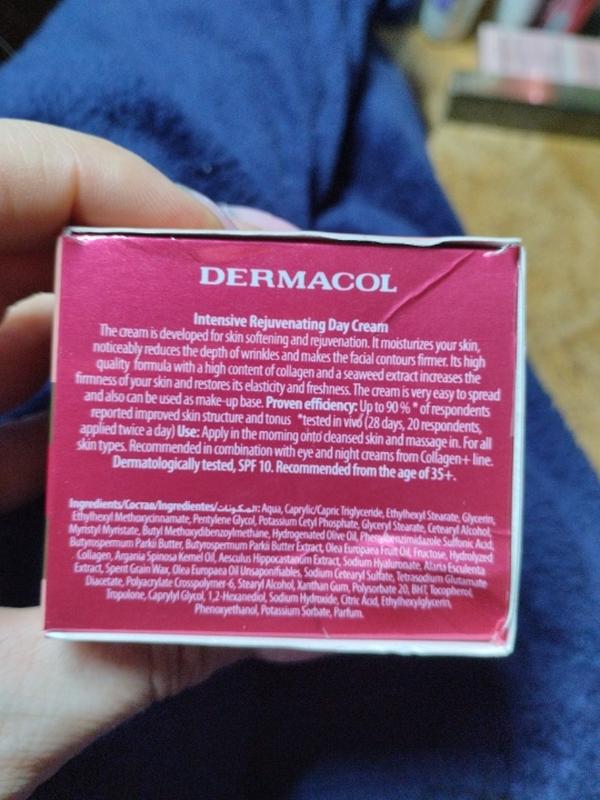 DERMACOL
Intensive Rejuvenating Day Cream
The cream is developed for skin softening and rejuvenation. It moisturizes your skin,
noticeably reduces the depth of wrinkles and makes the facial contours firmer. Its high
quality formula with a high content of collagen and a seaweed extract increases the
firmness of your skin and restores its elasticity and freshness. The cream is very easy to spread
and also can be used as make-up base. Proven efficiency: Up to 90 % * of respondents
reported improved skin structure and tonus *tested in vivo (28 days, 20 respondents,
applied twice a day) Use: Apply in the morning onto cleansed skin and massage in. For all
skin types. Recommended in combination with eye and night creams from Collagen+ line.
Dermatologically tested, SPF 10. Recommended from the age of 35+.
Ingredients/Состав/Ingredientes/المكونات: Aqua, Caprylic/Capric Triglyceride, Ethylhexyl Stearate, Glycerin,
Ethylhexyl Methoxycinnamate, Pentylene Glycol, Potassium Cetyl Phosphate, Glyceryl Stearate, Cetearyl Alcohol,
Myristyl Myristate, Butyl Methoxydibenzoylmethane, Hydrogenated Olive Oil, Phenylbenzimidazole Sulfonic Acid,
Butyrospermum Parkii Butter, Butyrospermum Parkii Butter Extract, Olea Europaea Fruit Oil, Fructose, Hydrolyzed
Collagen, Argania Spinosa Kernel Oil, Aesculus Hippocastanum Extract, Sodium Hyaluronate, Alaria Esculenta
Extract, Spent Grain Wax, Olea Europaea Oil Unsaponifiables, Sodium Cetearyl Sulfate, Tetrasodium Glutamate
Diacetate, Polyacrylate Crosspolymer-6, Stearyl Alcohol, Xanthan Gum, Polysorbate 20, BHT, Tocopherol,
Tropolone, Caprylyl Glycol, 1,2-Hexanediol, Sodium Hydroxide, Citric Acid, Ethylhexylglycerin,
Phenoxyethanol, Potassium Sorbate, Parfum.